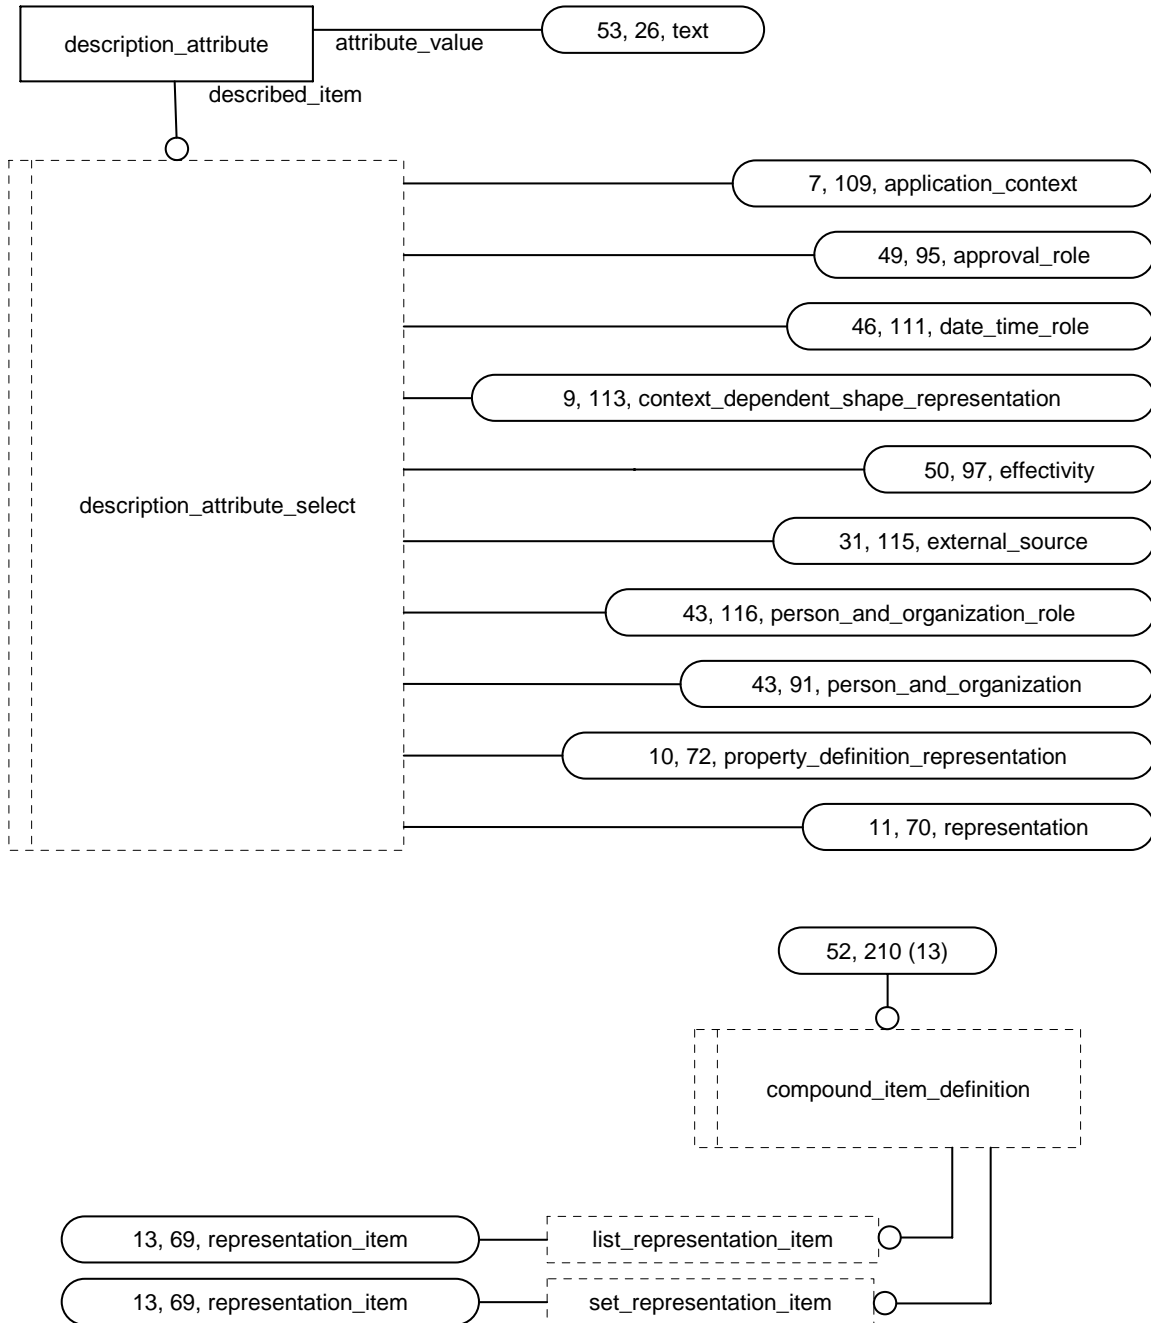 description_attribute
attribute_value
53, 26, text
described_item
7, 109, application_context
49, 95, approval_role
46, 111, date_time_role
9, 113, context_dependent_shape_representation
50, 97, effectivity
description_attribute_select
31, 115, external_source
43, 116, person_and_organization_role
43, 91, person_and_organization
10, 72, property_definition_representation
11, 70, representation
52, 210 (13)
compound_item_definition
13, 69, representation_item
list_representation_item
13, 69, representation_item
set_representation_item